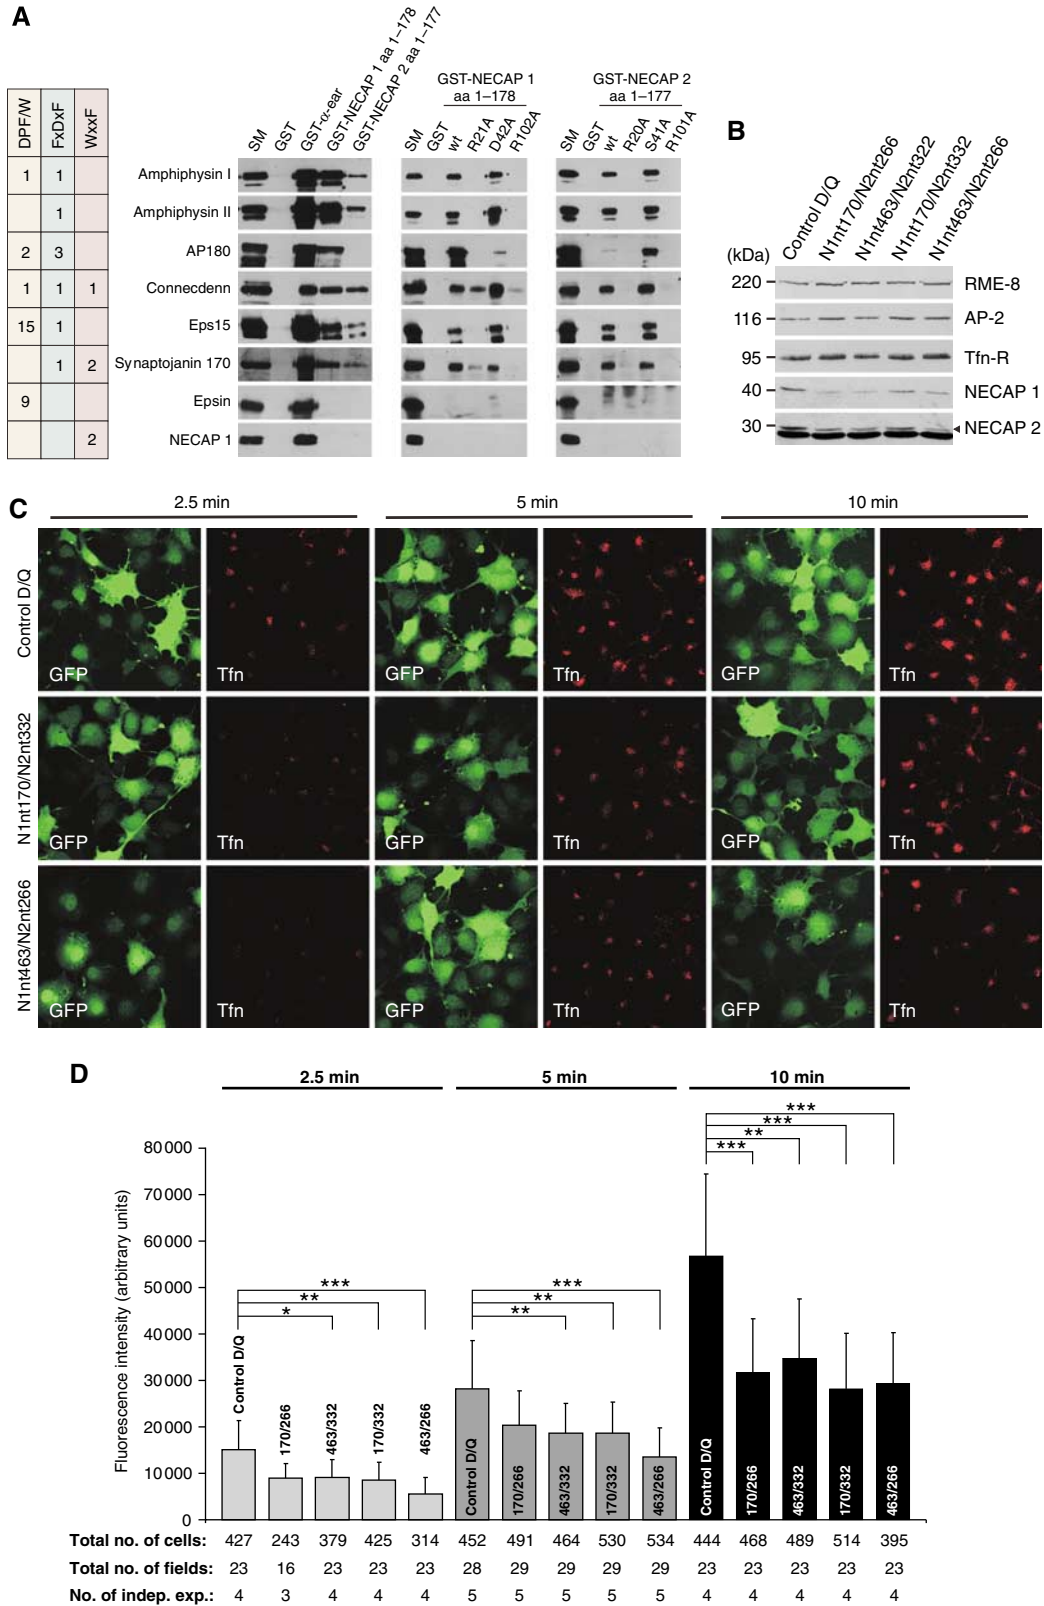 A
DPF/W FxDxF WxxF
SM GST GST-α-ear GST-NECAP 1 aa 1–178 GST-NECAP 2 aa 1–177
GST-NECAP 1
aa 1–178
SM GST wt R21A D42A R102A
GST-NECAP 2
aa 1–177
SM GST wt R20A S41A R101A
1 1 Amphiphysin I
1 Amphiphysin II
2 3 AP180
1 1 1 Connecdenn
15 1 Eps15
1 2 Synaptojanin 170
9 Epsin
2 NECAP 1
B
Control D/Q N1nt170/N2nt266 N1nt463/N2nt322 N1nt170/N2nt332 N1nt463/N2nt266
(kDa)
220 RME-8
116 AP-2
95 Tfn-R
40 NECAP 1
30 NECAP 2
C
2.5 min 5 min 10 min
Control D/Q
GFP Tfn GFP Tfn GFP Tfn
N1nt170/N2nt332
GFP Tfn GFP Tfn GFP Tfn
N1nt463/N2nt266
GFP Tfn GFP Tfn GFP Tfn
D
2.5 min 5 min 10 min
Fluorescence intensity (arbitrary units)
80 000
70 000
60 000
50 000
40 000
30 000
20 000
10 000
0
*** ** *
*** ** **
*** *** ** ***
Control D/Q 170/266 463/332 170/332 463/266
Control D/Q 170/266 463/332 170/332 463/266
Control D/Q 170/266 463/332 170/332 463/266
Total no. of cells: 427 243 379 425 314 452 491 464 530 534 444 468 489 514 395
Total no. of fields: 23 16 23 23 23 28 29 29 29 29 23 23 23 23 23
No. of indep. exp.: 4 3 4 4 4 5 5 5 5 5 4 4 4 4 4